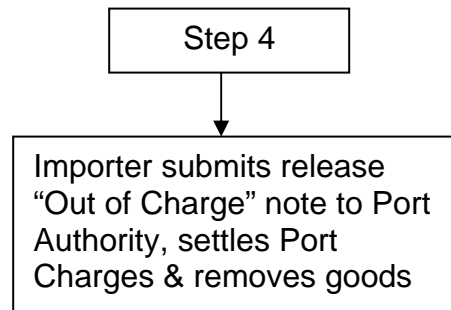 Step 4
Importer submits release
“Out of Charge” note to Port
Authority, settles Port
Charges & removes goods